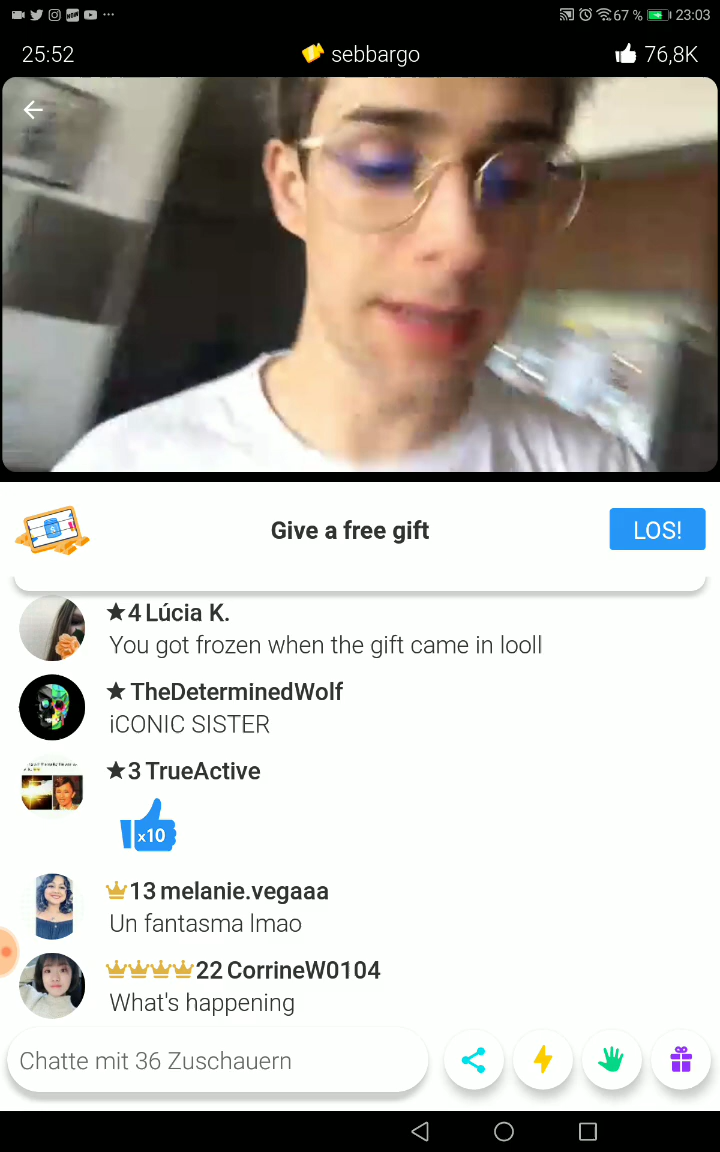 67 % 23:03
25:52 sebbargo 76,8K
Give a free gift LOS!
★4 Lúcia K.
You got frozen when the gift came in looll
★ TheDeterminedWolf
iCONIC SISTER
★3 TrueActive
x10
13 melanie.vegaaa
Un fantasma lmao
22 CorrineW0104
What's happening
Chatte mit 36 Zuschauern